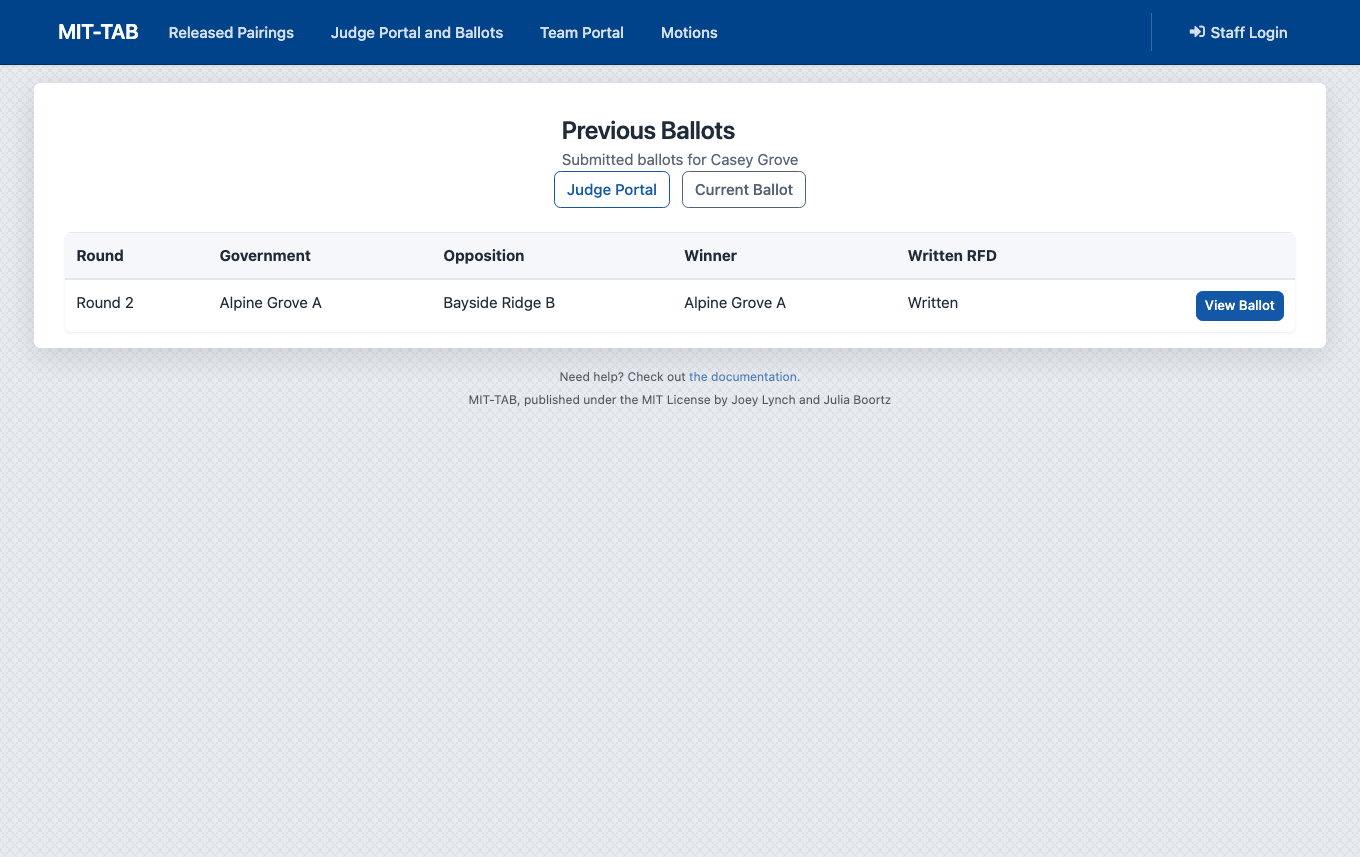 MIT-TAB Released Pairings Judge Portal and Ballots Team Portal Motions Staff Login
Previous Ballots
Submitted ballots for Casey Grove
Judge Portal Current Ballot
Round Government Opposition Winner Written RFD
Round 2 Alpine Grove A Bayside Ridge B Alpine Grove A Written View Ballot
Need help? Check out the documentation.
MIT-TAB, published under the MIT License by Joey Lynch and Julia Boortz